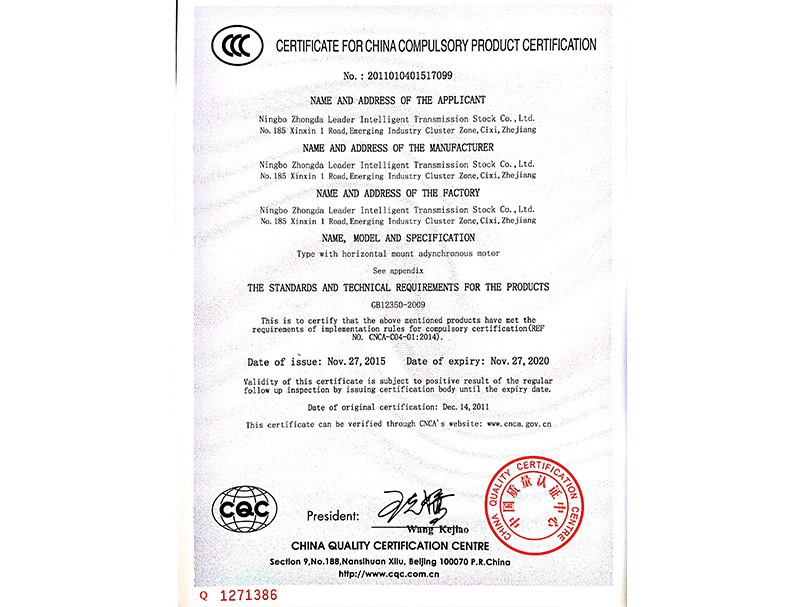 CERTIFICATE FOR CHINA COMPULSORY PRODUCT CERTIFICATION
No. : 2011010401517099
NAME AND ADDRESS OF THE APPLICANT
Ningbo Zhongda Leader Intelligent Transmission Stock Co., Ltd.
No. 185 Xinxin 1 Road, Emerging Industry Cluster Zone, Cixi, Zhejiang
NAME AND ADDRESS OF THE MANUFACTURER
Ningbo Zhongda Leader Intelligent Transmission Stock Co., Ltd.
No. 185 Xinxin 1 Road, Emerging Industry Cluster Zone, Cixi, Zhejiang
NAME AND ADDRESS OF THE FACTORY
Ningbo Zhongda Leader Intelligent Transmission Stock Co., Ltd.
No. 185 Xinxin 1 Road, Emerging Industry Cluster Zone, Cixi, Zhejiang
NAME, MODEL AND SPECIFICATION
Type with horizontal mount adynchronous motor
See appendix
THE STANDARDS AND TECHNICAL REQUIREMENTS FOR THE PRODUCTS
GB12350-2009
This is to certify that the above mentioned products have met the
requirements of implementation rules for compulsory certification(REF
NO. CNCA-C04-01:2014).
Date of issue: Nov. 27, 2015 Date of expiry: Nov. 27, 2020
Validity of this certificate is subject to positive result of the regular
follow up inspection by issuing certification body until the expiry date.
Date of original certification: Dec. 14, 2011
This certificate can be verified through CNCA's website: www.cnca.gov.cn
CQC
President:
Wang Kejiao
CHINA QUALITY CERTIFICATION CENTRE
中国质量认证中心
CHINA QUALITY CERTIFICATION CENTRE
Section 9, No.188, Nansihuan Xilu, Beijing 100070 P.R.China
http://www.cqc.com.cn
Q 1271386